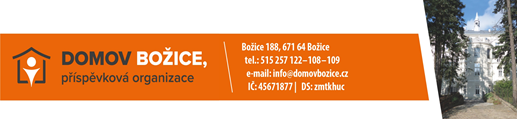 DOMOV BOŽICE,
příspěvková organizace
Božice 188, 671 64 Božice
tel.: 515 257 122–108–109
e-mail: info@domovbozice.cz
IČ: 45671877 | DS: zmtkhuc